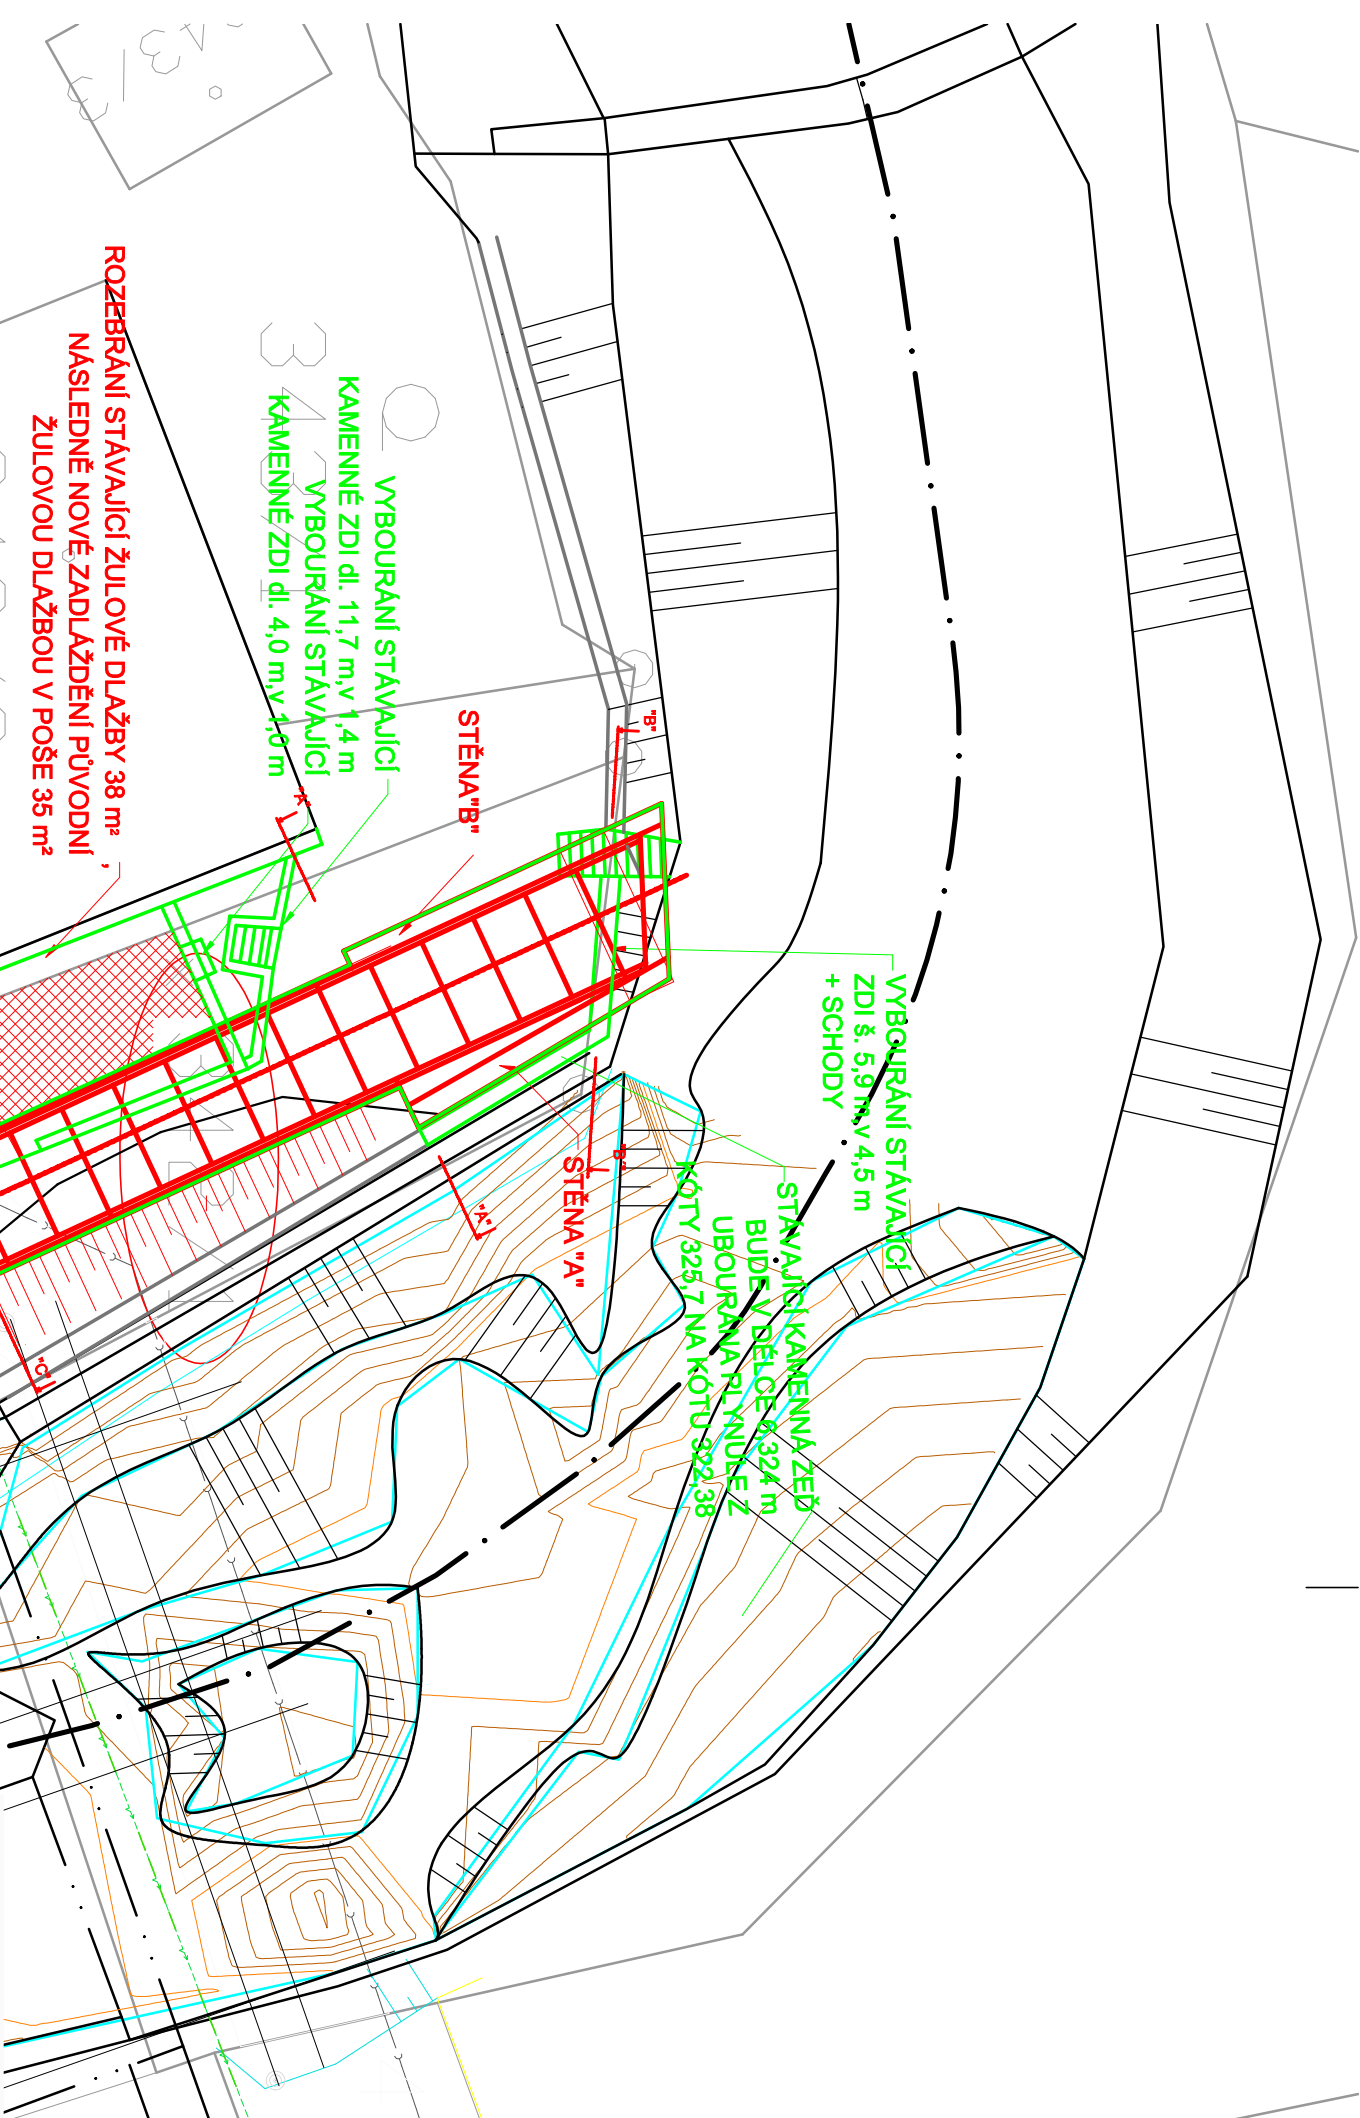 ROZEBRÁNÍ STÁVAJÍCÍ ŽULOVÉ DLAŽBY 38 m² ,
NÁSLEDNĚ NOVÉ ZADLÁŽDĚNÍ PŮVODNÍ
ŽULOVOU DLAŽBOU V POŠE 35 m²
VYBOURÁNÍ STÁVAJÍCÍ
KAMENNÉ ZDI dl. 11,7 m,v 1,4 m
VYBOURÁNÍ STÁVAJÍCÍ
KAMENNÉ ZDI dl. 4,0 m,v 1,0 m
STĚNA"B"
"B"
"A"
VYBOURÁNÍ STÁVAJÍCÍ
ZDI š. 5,9 m,v 4,5 m
+ SCHODY
STÁVAJÍCÍ KAMENNÁ ZEĎ
BUDE V DÉLCE 6,324 m
UBOURÁNA PLYNULE Z
KÓTY 325,7 NA KÓTU 322,38
STĚNA "A"
"B"
"A"
"C"